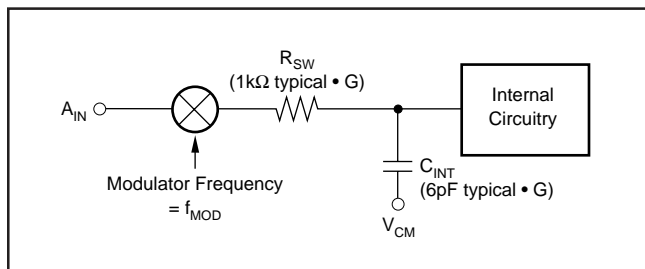 R_SW
(1kΩ typical • G)
A_IN
Internal
Circuitry
Modulator Frequency
= f_MOD
C_INT
(6pF typical • G)
V_CM